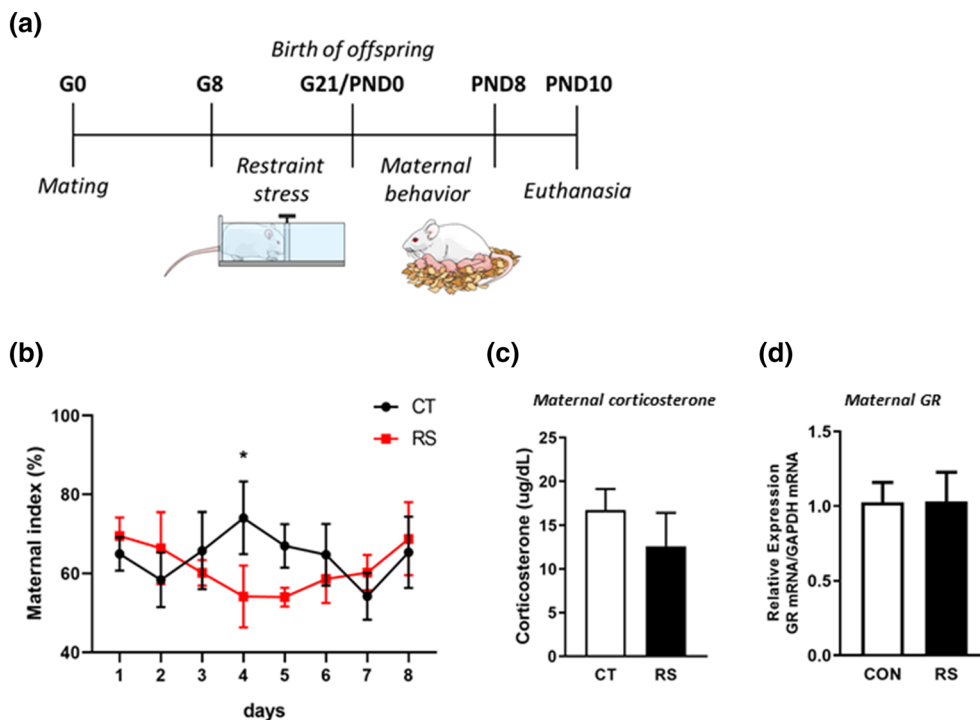 (a)
Birth of offspring
G0 G8 G21/PND0 PND8 PND10
Mating
Restraint
stress
Maternal
behavior
Euthanasia
(b)
CT
RS
*
Maternal index (%)
100
80
60
40
1 2 3 4 5 6 7 8
days
(c)
Maternal corticosterone
Corticosterone (ug/dL)
25
20
15
10
5
0
CT RS
(d)
Maternal GR
Relative Expression
GR mRNA/GAPDH mRNA
1.5
1.0
0.5
0.0
CON RS